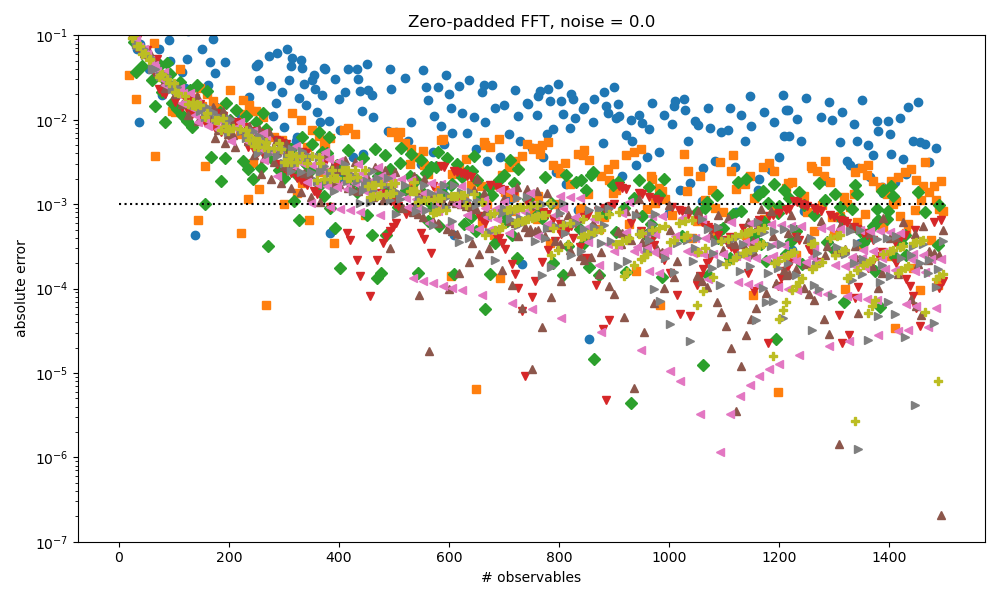 Zero-padded FFT, noise = 0.0
absolute error
10⁻¹
10⁻²
10⁻³
10⁻⁴
10⁻⁵
10⁻⁶
10⁻⁷
0 200 400 600 800 1000 1200 1400
# observables